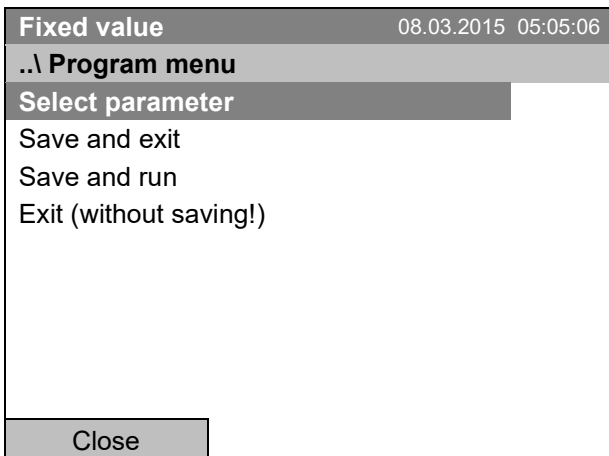 Fixed value 08.03.2015 05:05:06
..\ Program menu
Select parameter
Save and exit
Save and run
Exit (without saving!)
Close